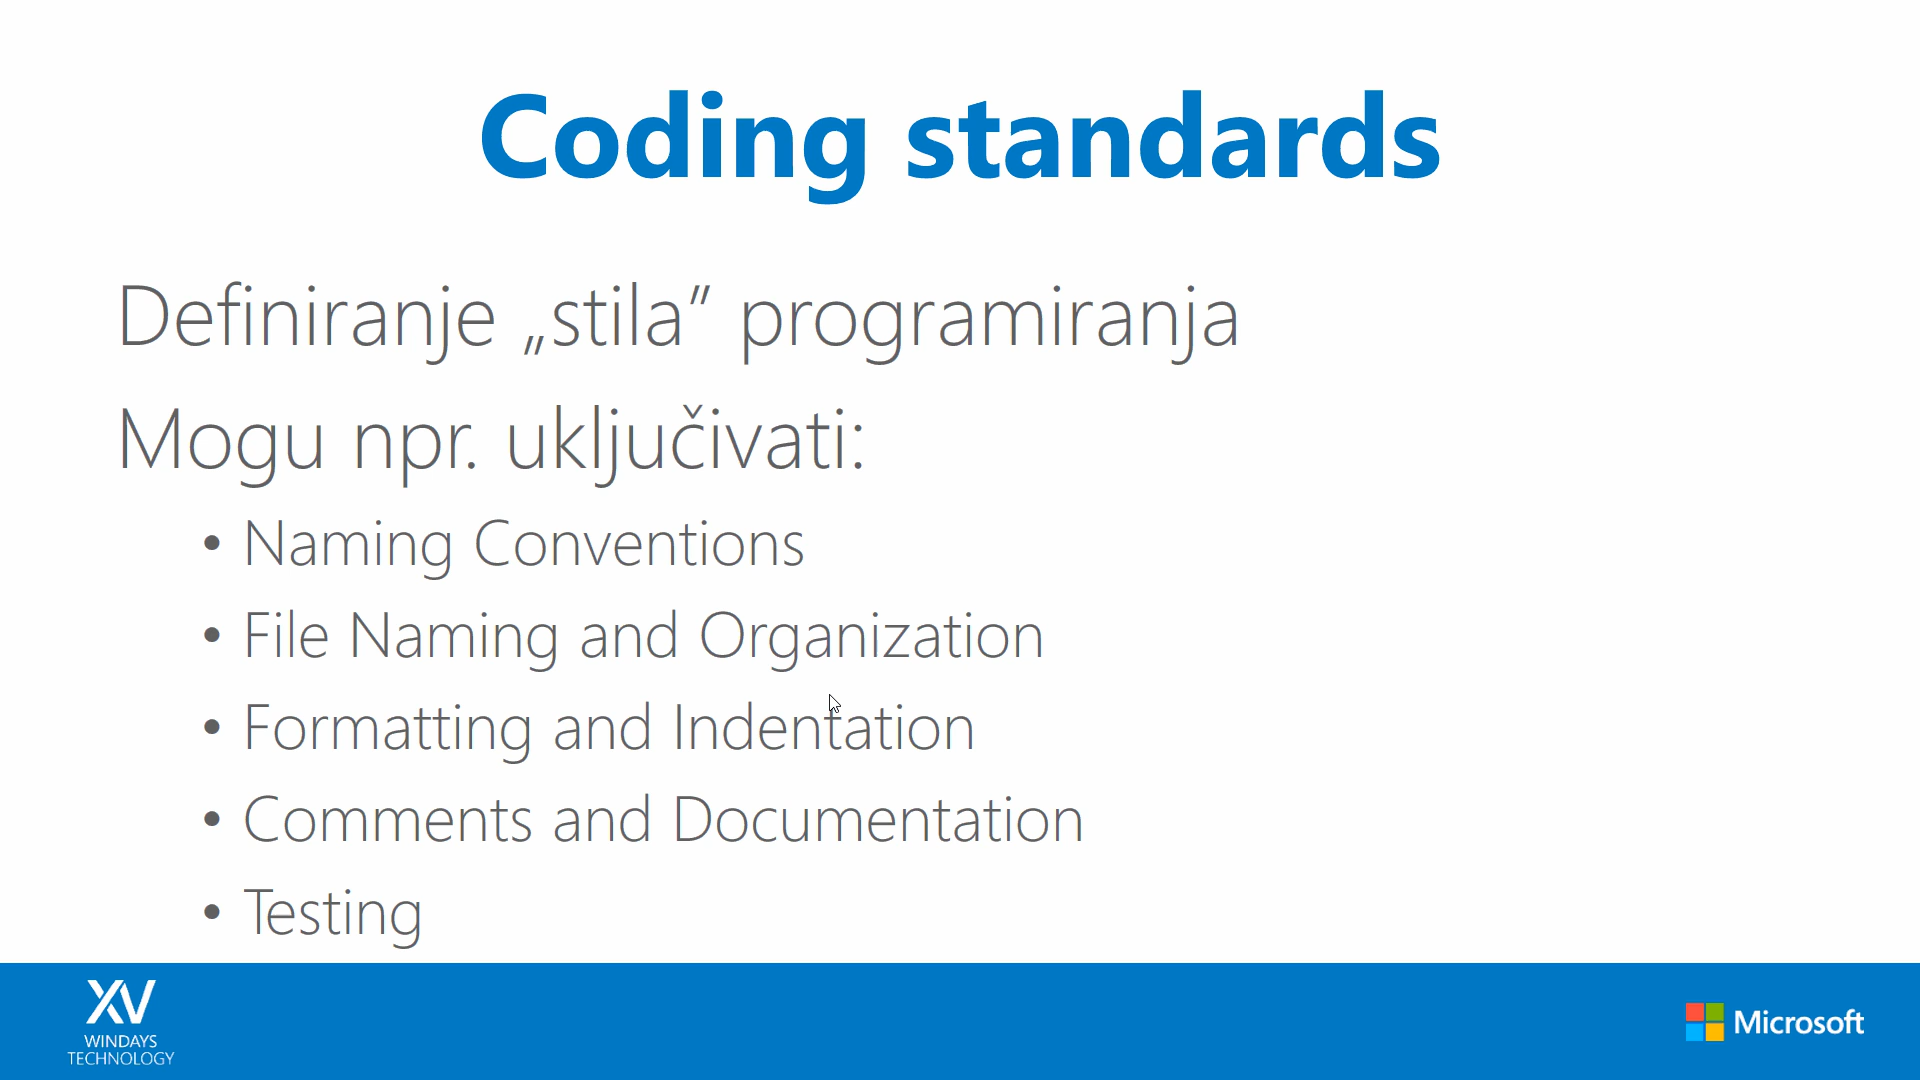 Coding standards
Definiranje „stila” programiranja
Mogu npr. uključivati:
• Naming Conventions
• File Naming and Organization
• Formatting and Indentation
• Comments and Documentation
• Testing
XV
WINDAYS
TECHNOLOGY
Microsoft